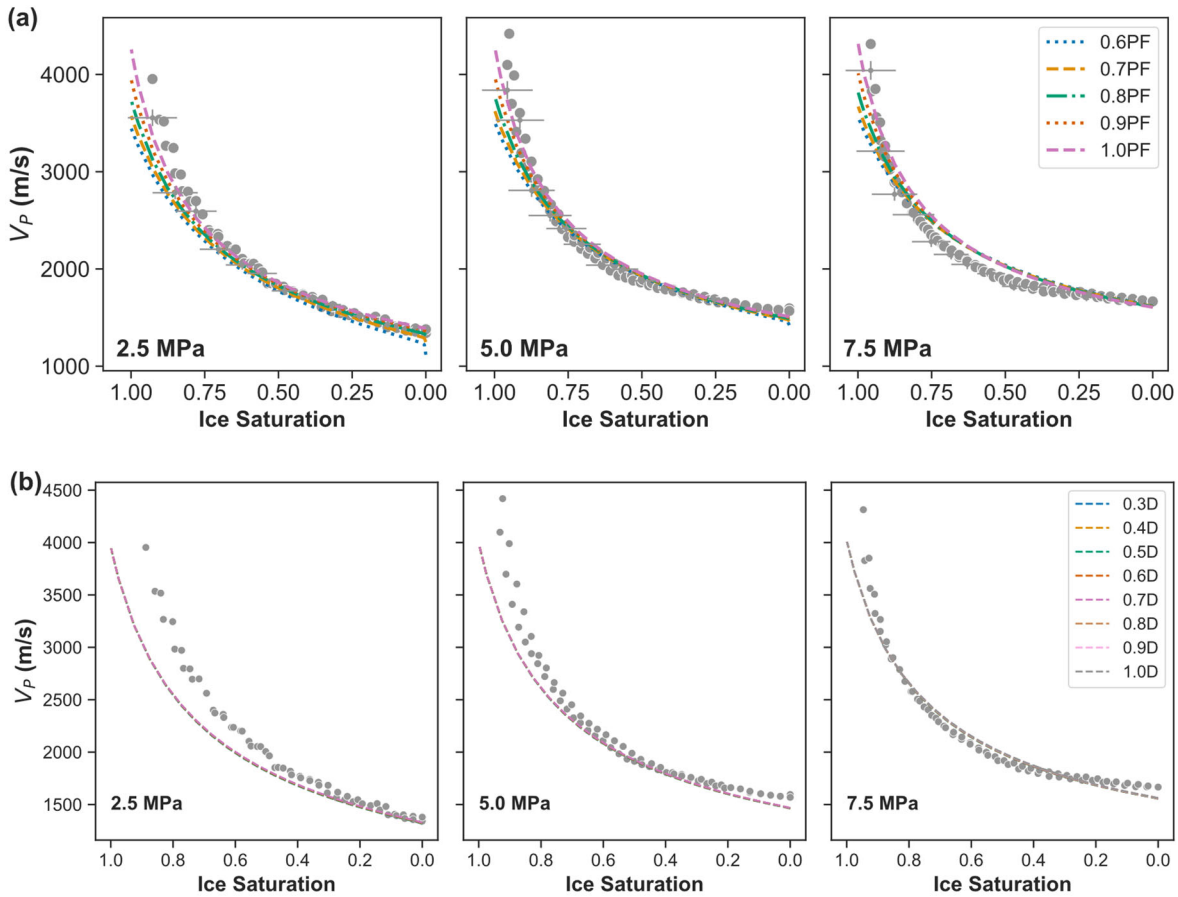 (a)
V_P (m/s)
4000
3000
2000
1000
2.5 MPa
1.00 0.75 0.50 0.25 0.00
Ice Saturation
5.0 MPa
1.00 0.75 0.50 0.25 0.00
Ice Saturation
0.6PF
0.7PF
0.8PF
0.9PF
1.0PF
7.5 MPa
1.00 0.75 0.50 0.25 0.00
Ice Saturation
(b)
V_P (m/s)
4500
4000
3500
3000
2500
2000
1500
2.5 MPa
1.0 0.8 0.6 0.4 0.2 0.0
Ice Saturation
5.0 MPa
1.0 0.8 0.6 0.4 0.2 0.0
Ice Saturation
0.3D
0.4D
0.5D
0.6D
0.7D
0.8D
0.9D
1.0D
7.5 MPa
1.0 0.8 0.6 0.4 0.2 0.0
Ice Saturation